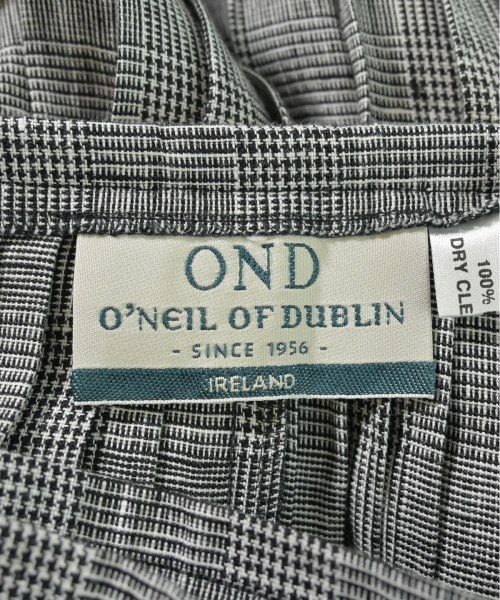 OND
O'NEIL OF DUBLIN
- SINCE 1956 -
IRELAND
100%
DRY CLE